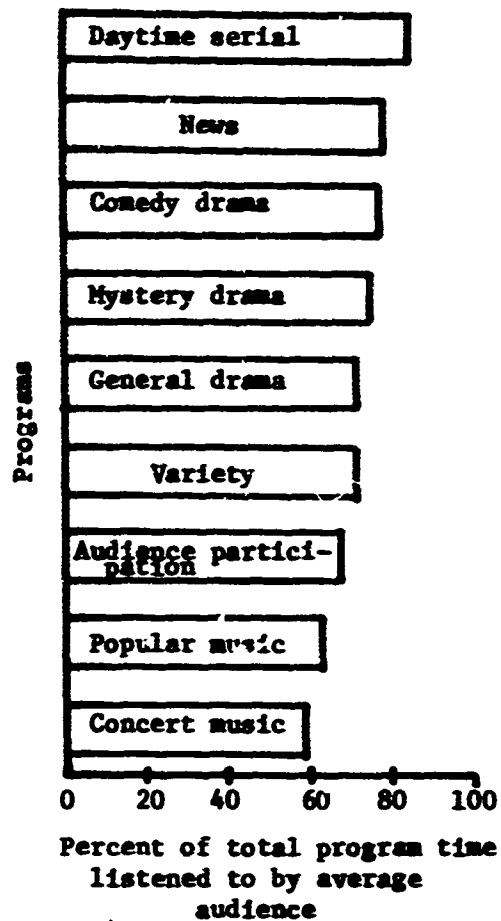 Daytime serial
News
Comedy drama
Mystery drama
General drama
Variety
Audience partici-
pation
Popular music
Concert music
Programs
0 20 40 60 80 100
Percent of total program time
listened to by average
audience